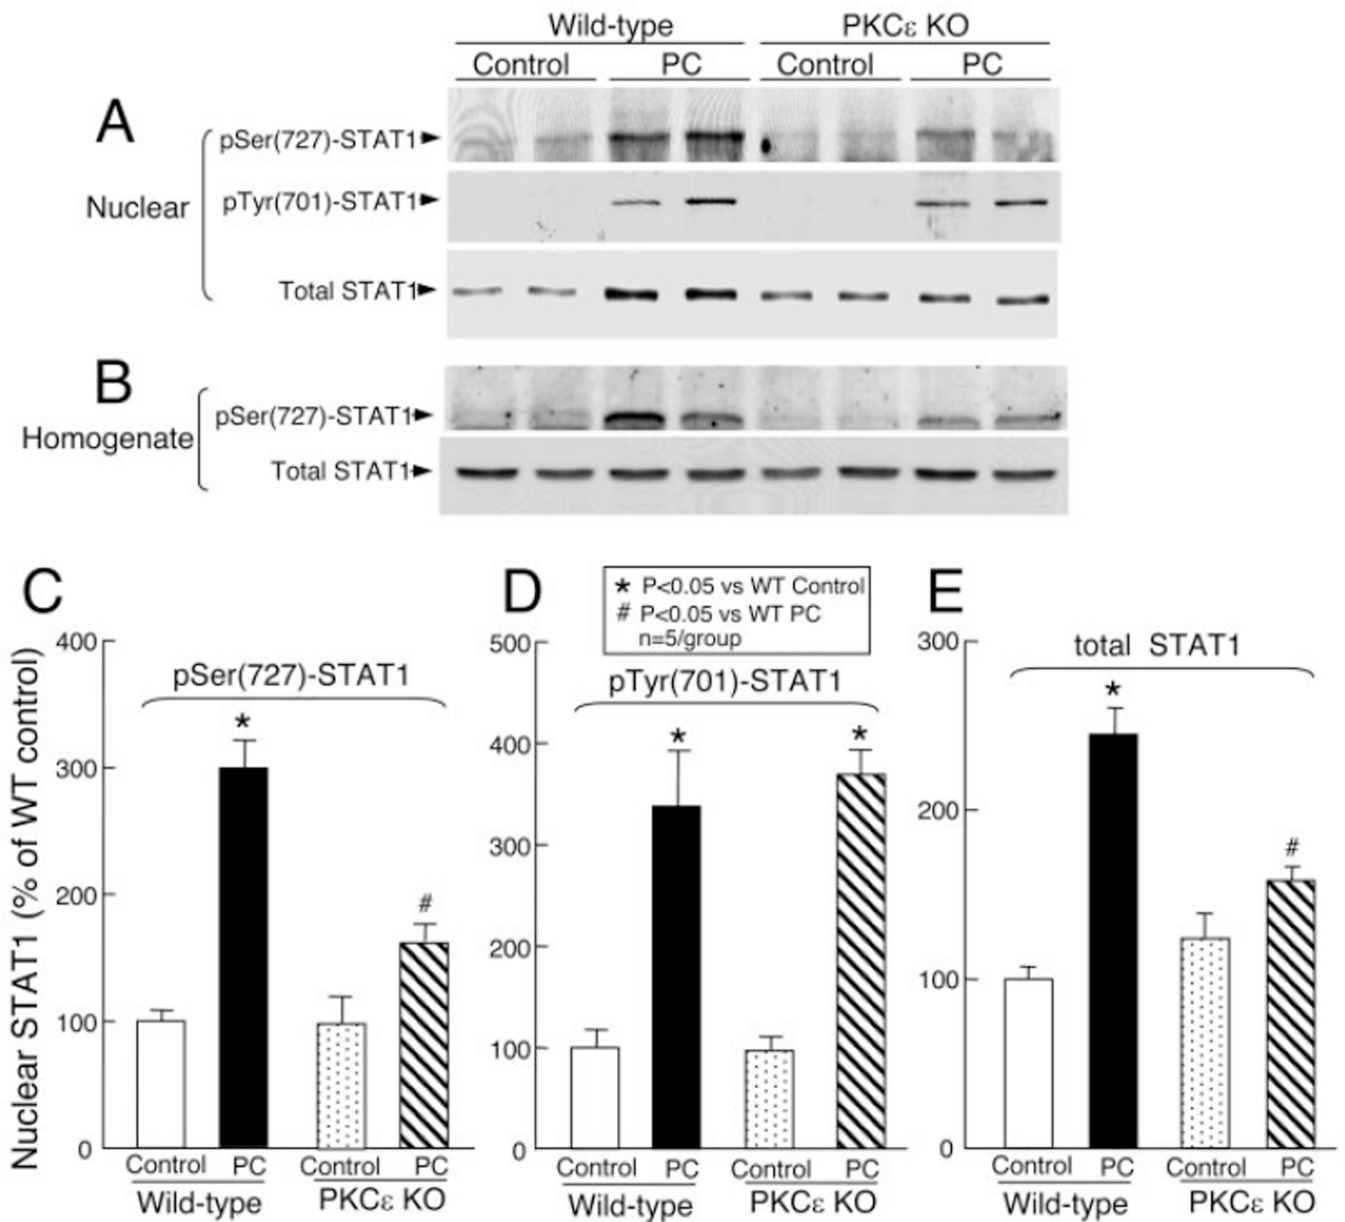 Wild-type PKCε KO
Control PC Control PC
A
pSer(727)-STAT1
Nuclear
pTyr(701)-STAT1
Total STAT1
B
pSer(727)-STAT1
Homogenate
Total STAT1
C
D
E
* P<0.05 vs WT Control
# P<0.05 vs WT PC
n=5/group
Nuclear STAT1 (% of WT control)
pSer(727)-STAT1
400
300
200
100
0
*
#
Control PC Control PC
Wild-type PKCε KO
pTyr(701)-STAT1
500
400
300
200
100
0
*
*
Control PC Control PC
Wild-type PKCε KO
total STAT1
300
200
100
0
*
#
Control PC Control PC
Wild-type PKCε KO